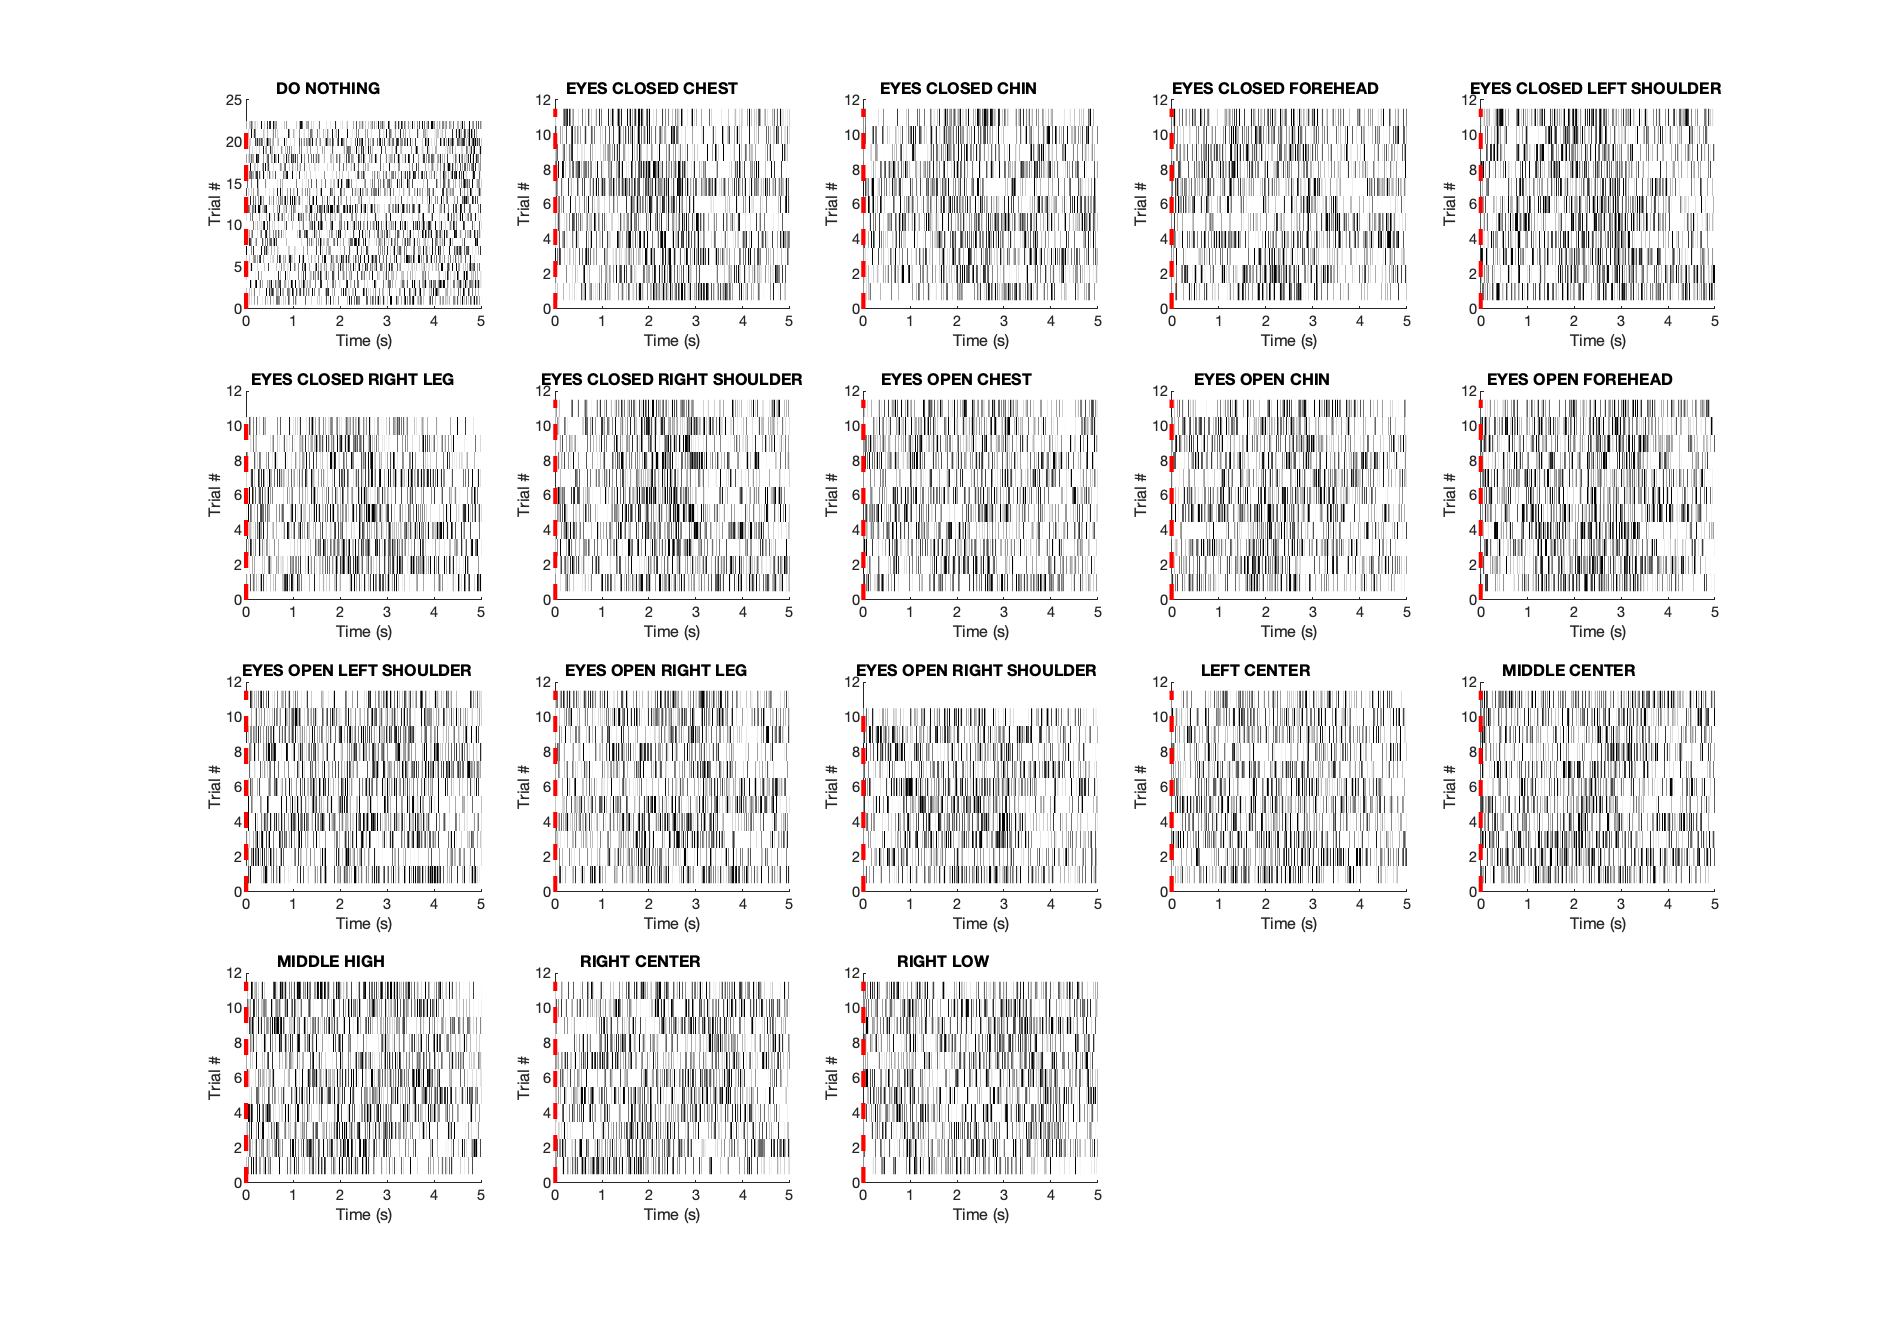 DO NOTHING
25
20
15
10
5
0
Trial #
0 1 2 3 4 5
Time (s)
EYES CLOSED CHEST
12
10
8
6
4
2
0
Trial #
0 1 2 3 4 5
Time (s)
EYES CLOSED CHIN
12
10
8
6
4
2
0
Trial #
0 1 2 3 4 5
Time (s)
EYES CLOSED FOREHEAD
12
10
8
6
4
2
0
Trial #
0 1 2 3 4 5
Time (s)
EYES CLOSED LEFT SHOULDER
12
10
8
6
4
2
0
Trial #
0 1 2 3 4 5
Time (s)
EYES CLOSED RIGHT LEG
12
10
8
6
4
2
0
Trial #
0 1 2 3 4 5
Time (s)
EYES CLOSED RIGHT SHOULDER
12
10
8
6
4
2
0
Trial #
0 1 2 3 4 5
Time (s)
EYES OPEN CHEST
12
10
8
6
4
2
0
Trial #
0 1 2 3 4 5
Time (s)
EYES OPEN CHIN
12
10
8
6
4
2
0
Trial #
0 1 2 3 4 5
Time (s)
EYES OPEN FOREHEAD
12
10
8
6
4
2
0
Trial #
0 1 2 3 4 5
Time (s)
EYES OPEN LEFT SHOULDER
12
10
8
6
4
2
0
Trial #
0 1 2 3 4 5
Time (s)
EYES OPEN RIGHT LEG
12
10
8
6
4
2
0
Trial #
0 1 2 3 4 5
Time (s)
EYES OPEN RIGHT SHOULDER
12
10
8
6
4
2
0
Trial #
0 1 2 3 4 5
Time (s)
LEFT CENTER
12
10
8
6
4
2
0
Trial #
0 1 2 3 4 5
Time (s)
MIDDLE CENTER
12
10
8
6
4
2
0
Trial #
0 1 2 3 4 5
Time (s)
MIDDLE HIGH
12
10
8
6
4
2
0
Trial #
0 1 2 3 4 5
Time (s)
RIGHT CENTER
12
10
8
6
4
2
0
Trial #
0 1 2 3 4 5
Time (s)
RIGHT LOW
12
10
8
6
4
2
0
Trial #
0 1 2 3 4 5
Time (s)